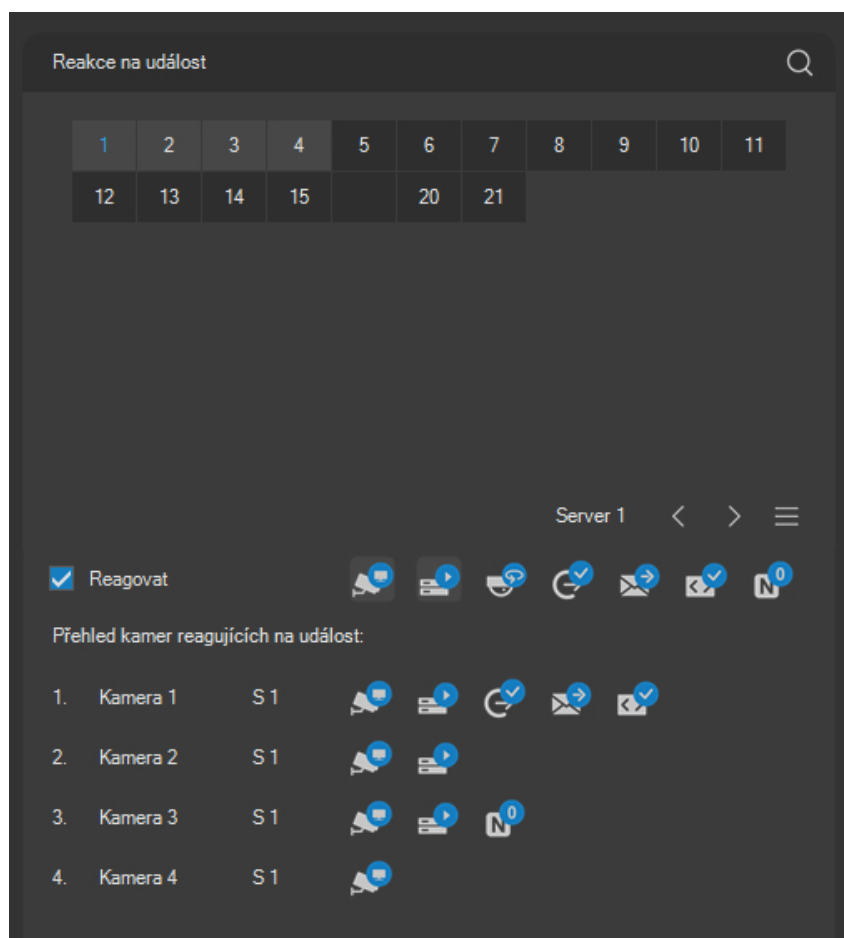 Reakce na událost
1 2 3 4 5 6 7 8 9 10 11
12 13 14 15 20 21
Server 1
Reagovat N 0
Přehled kamer reagujících na událost:
1. Kamera 1 S 1
2. Kamera 2 S 1
3. Kamera 3 S 1 N 0
4. Kamera 4 S 1